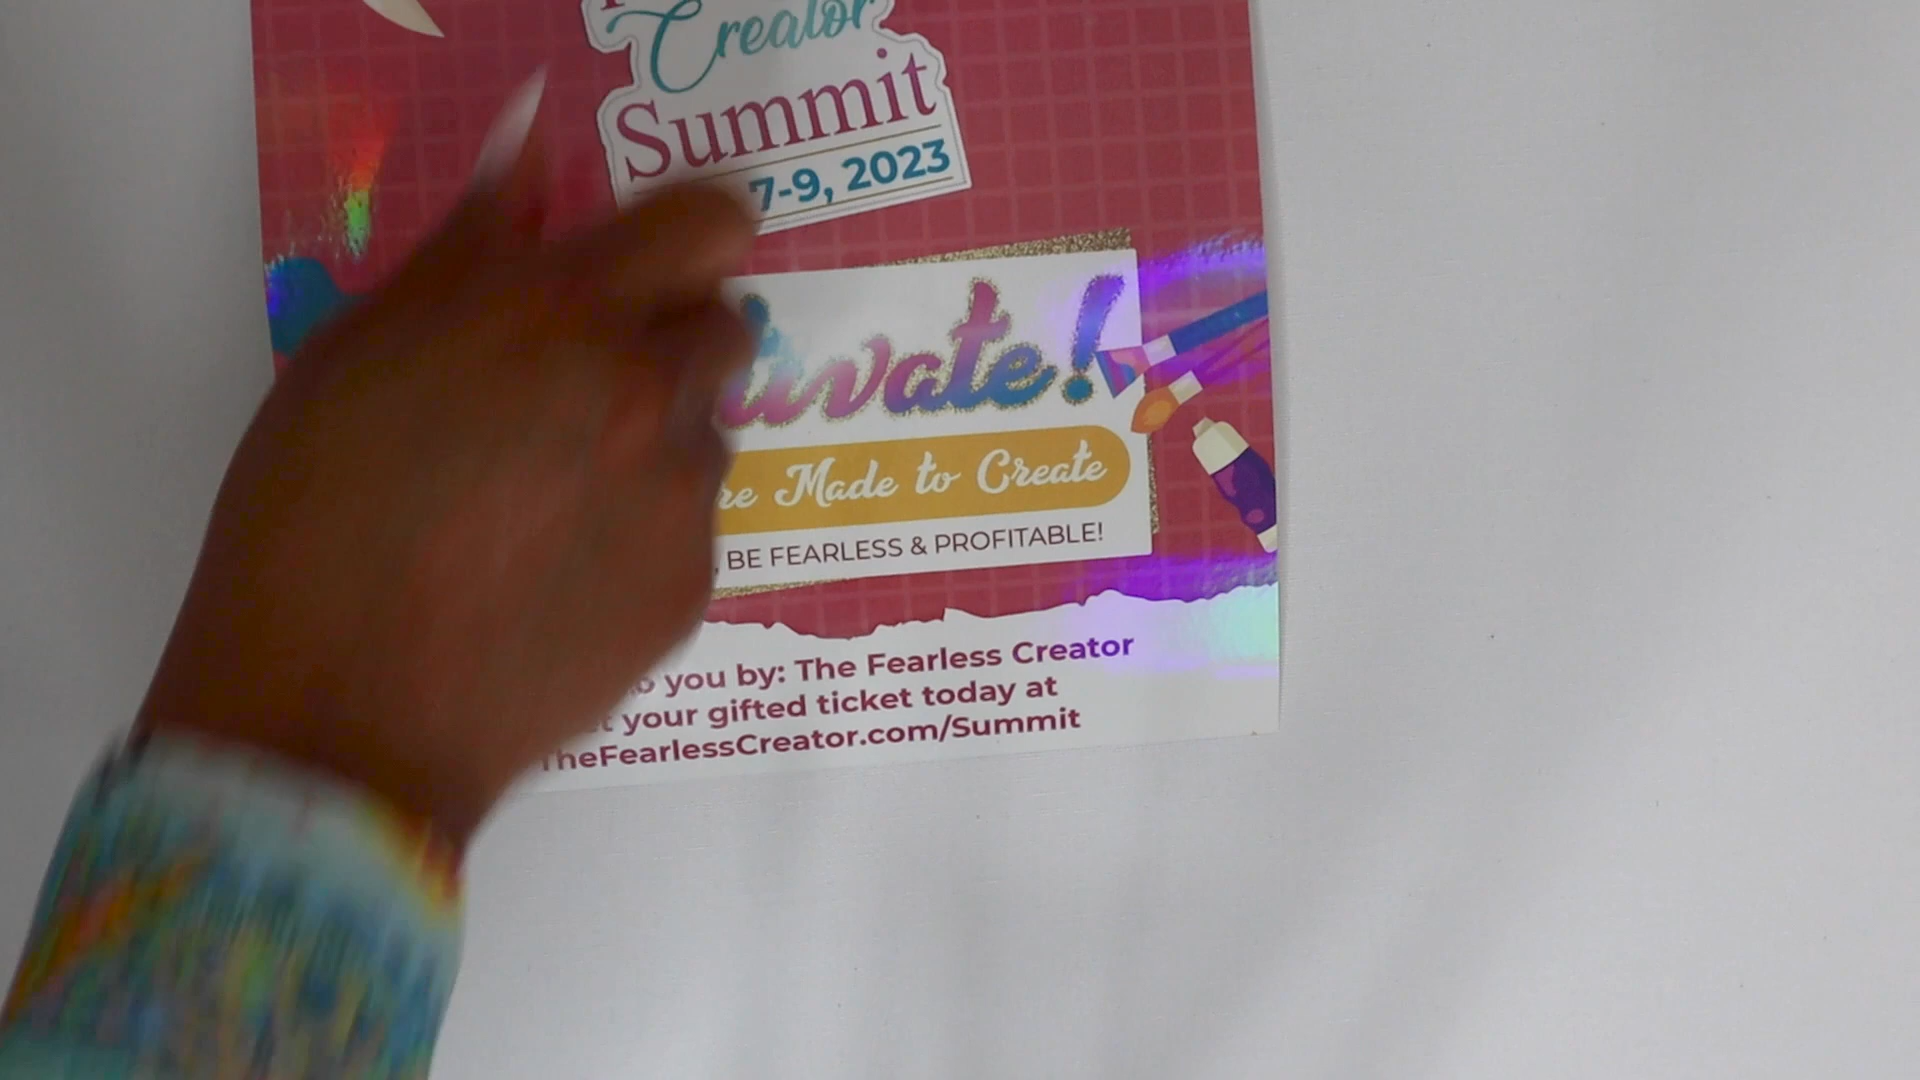 Creator
Summit
7-9, 2023
Made to Create
BE FEARLESS & PROFITABLE!
you by: The Fearless Creator
your gifted ticket today at
TheFearlessCreator.com/Summit